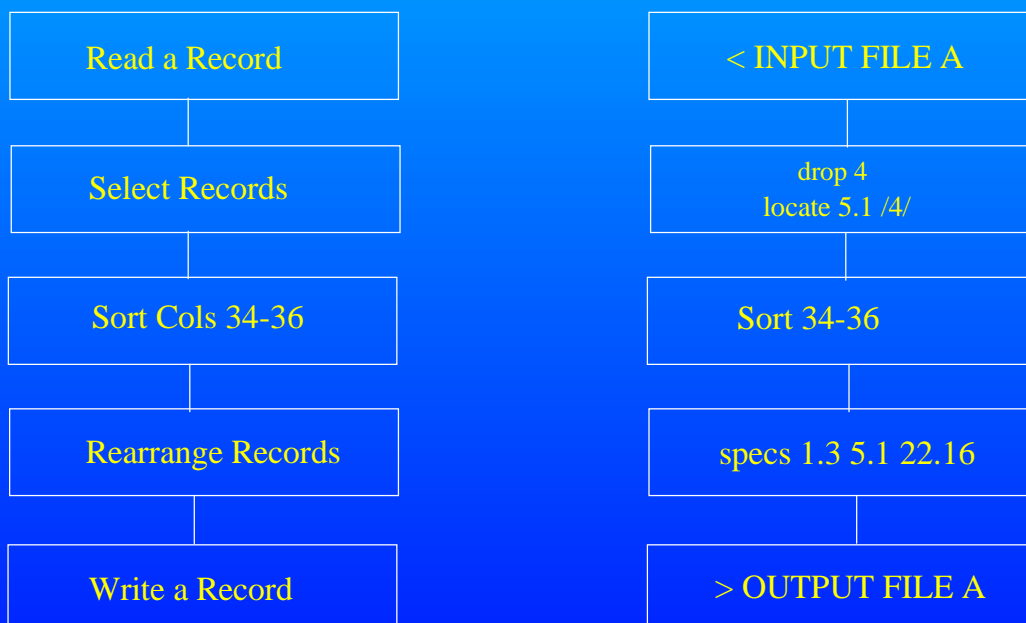 Read a Record
Select Records
Sort Cols 34-36
Rearrange Records
Write a Record
< INPUT FILE A
drop 4
locate 5.1 /4/
Sort 34-36
specs 1.3 5.1 22.16
> OUTPUT FILE A